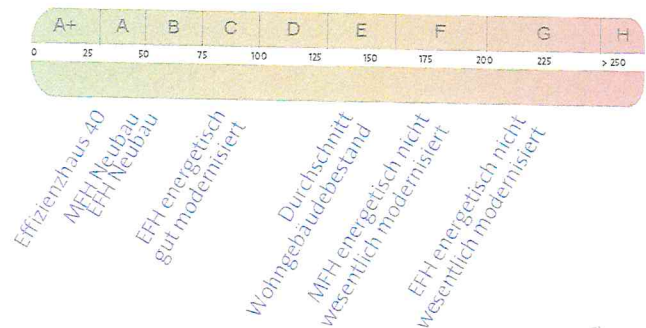 A+ A B C D E F G H
0 25 50 75 100 125 150 175 200 225 > 250
Effizienzhaus 40
MFH Neubau
EFH Neubau
EFH energetisch
gut modernisiert
Durchschnitt
Wohngebäudebestand
MFH energetisch nicht
wesentlich modernisiert
EFH energetisch nicht
wesentlich modernisiert